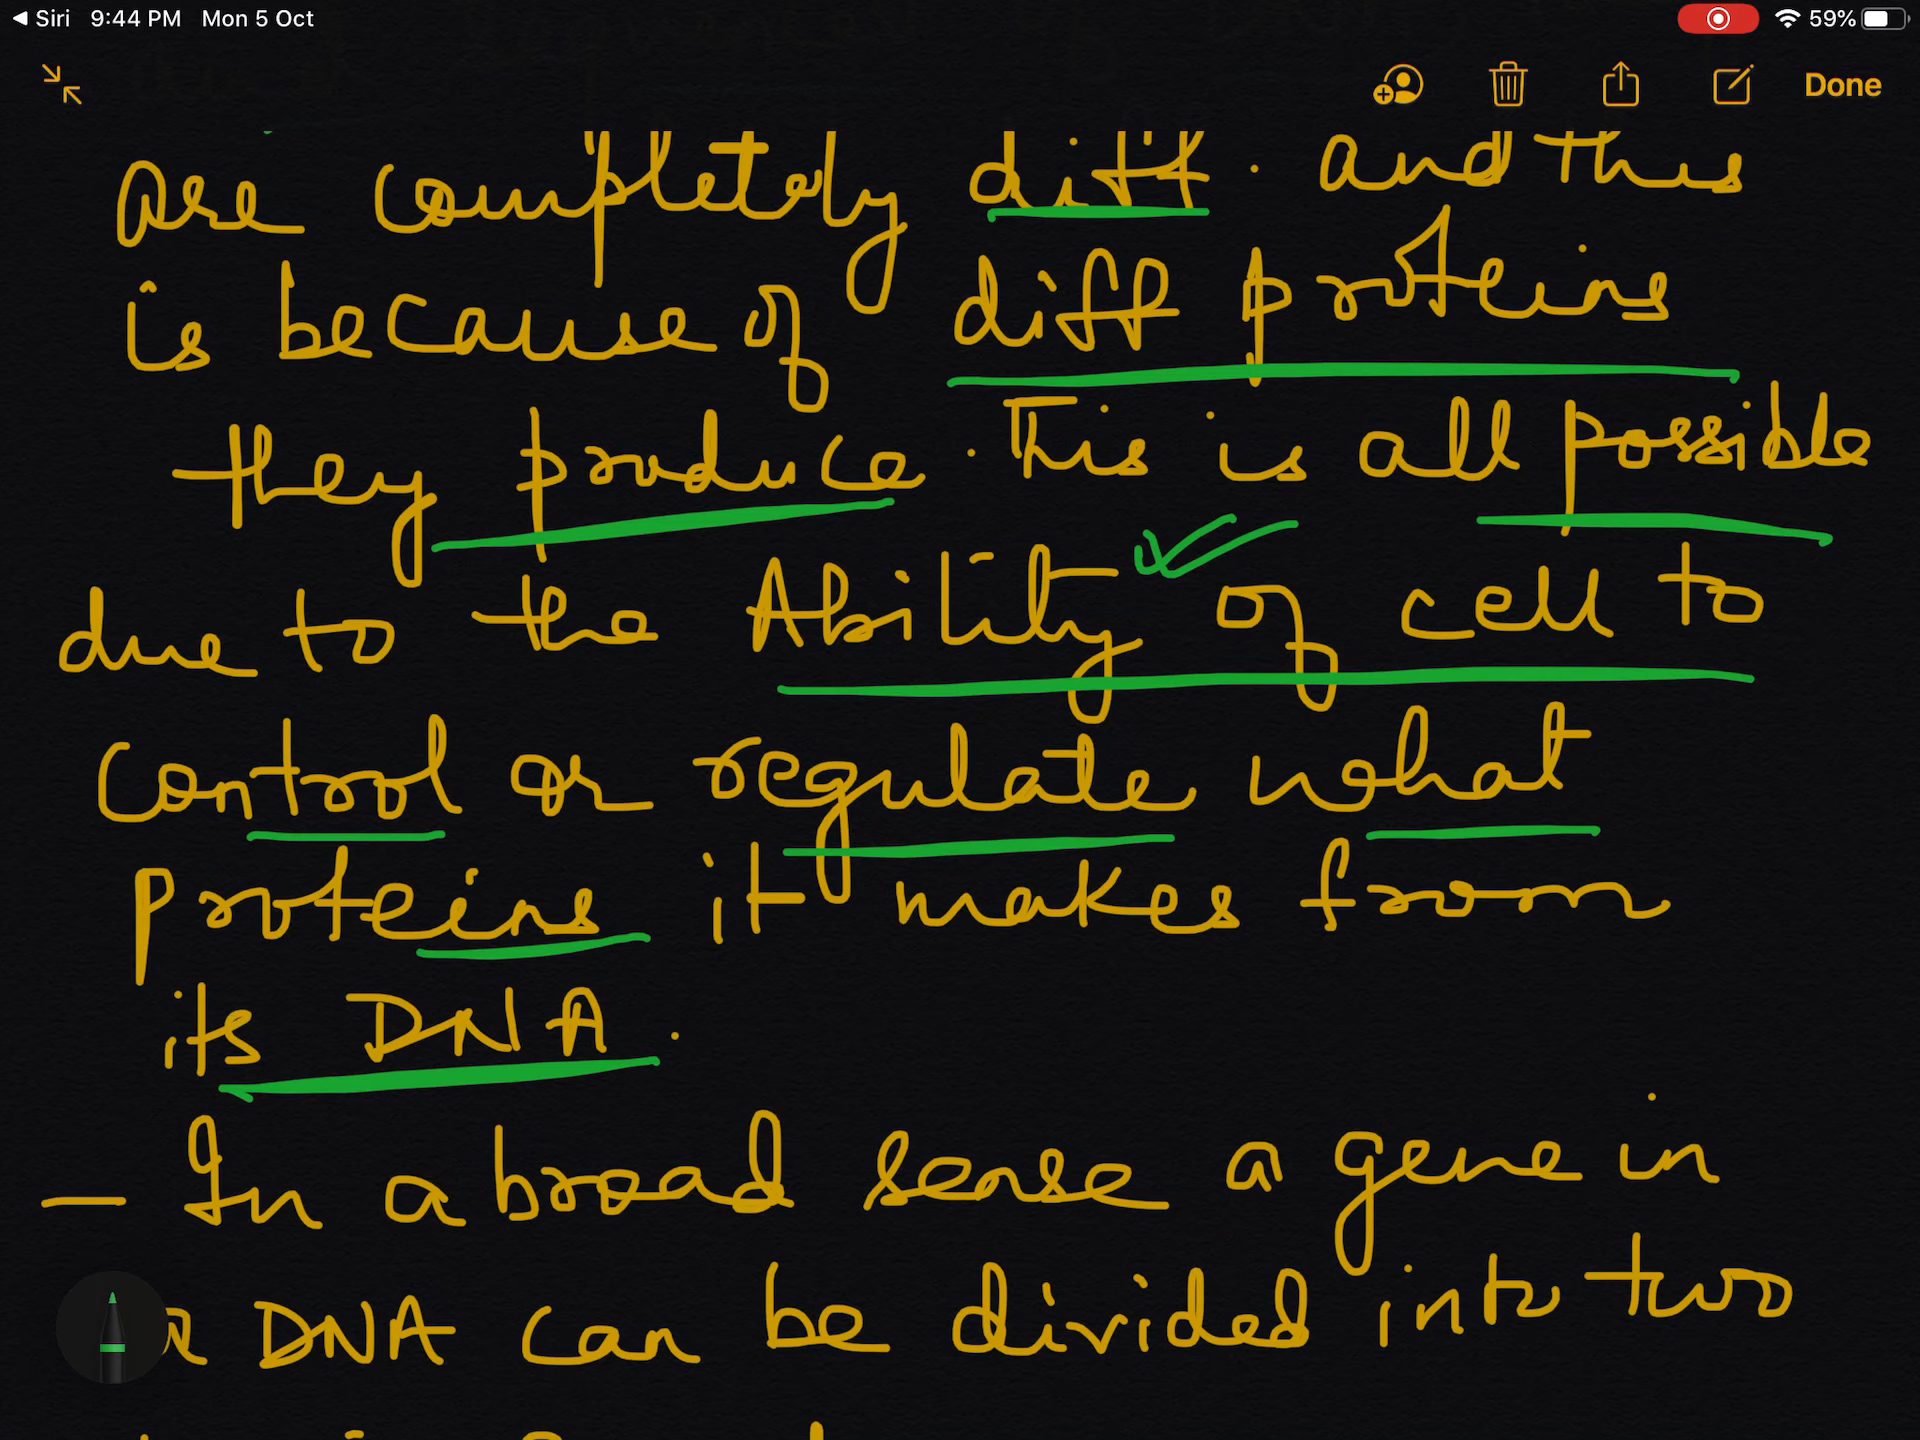 Siri 9:44 PM Mon 5 Oct 59%
Done
are completely diff. and this
is because of diff proteins
they produce. This is all possible
due to the Ability of cell to
control or regulate what
proteins it makes from
its DNA.
- In a broad sense a gene in
a DNA can be divided into two